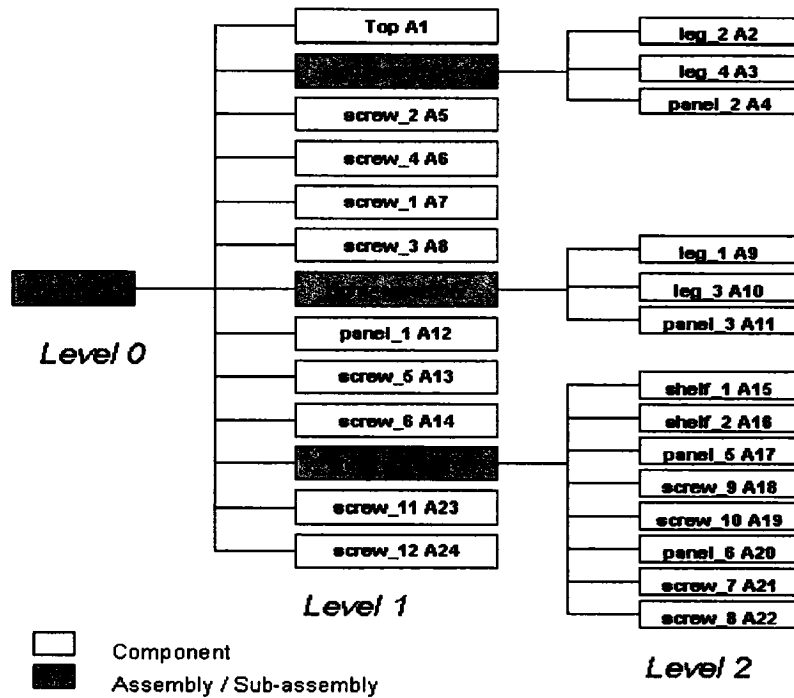 Top A1
screw_2 A5
screw_4 A6
screw_1 A7
screw_3 A8
panel_1 A12
screw_5 A13
screw_6 A14
screw_11 A23
screw_12 A24
leg_2 A2
leg_4 A3
panel_2 A4
leg_1 A9
leg_3 A10
panel_3 A11
shelf_1 A15
shelf_2 A16
panel_5 A17
screw_9 A18
screw_10 A19
panel_6 A20
screw_7 A21
screw_8 A22
Level 0
Level 1
Level 2
Component
Assembly / Sub-assembly